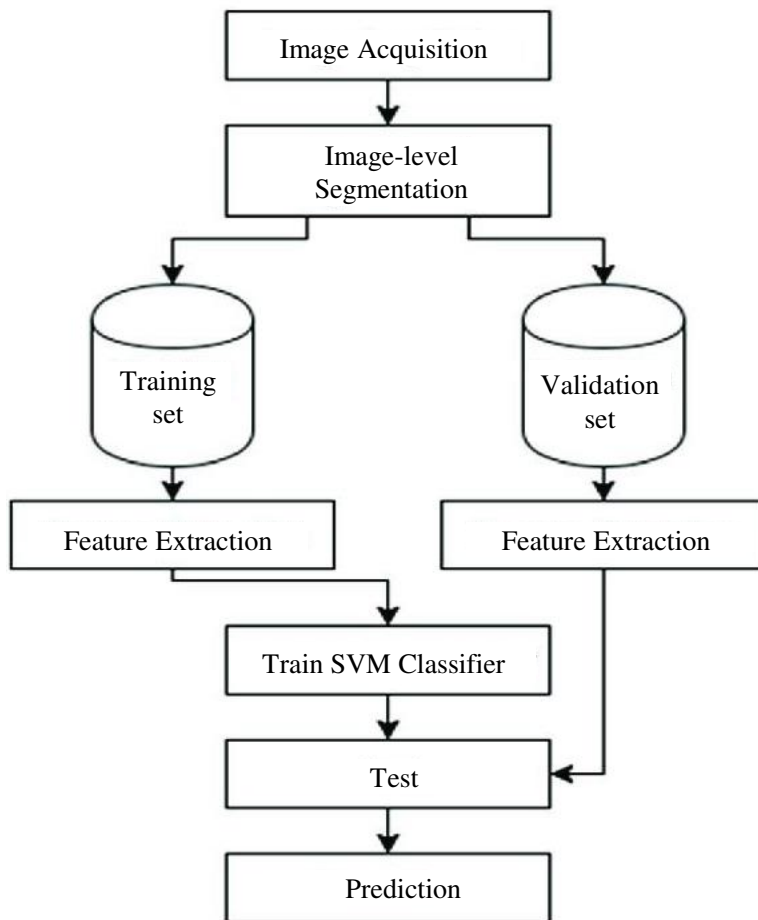 Image Acquisition
Image-level
Segmentation
Training
set
Validation
set
Feature Extraction
Feature Extraction
Train SVM Classifier
Test
Prediction